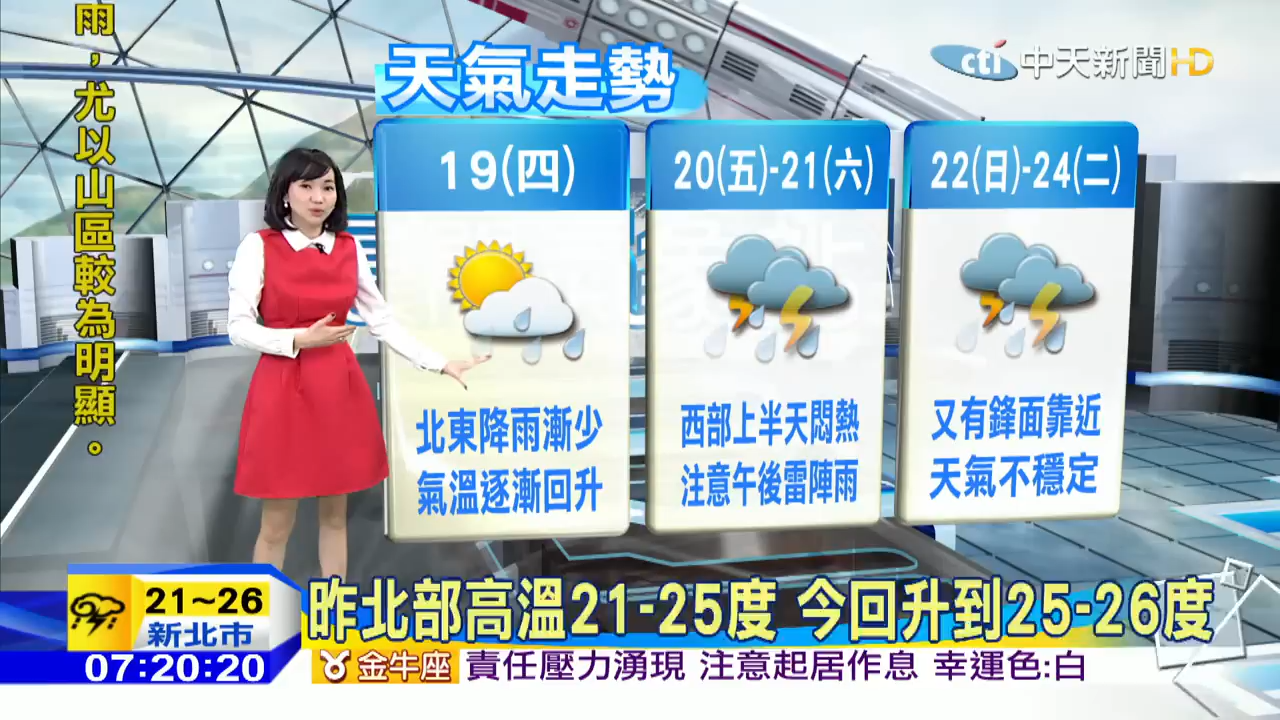 雨，尤以山區較為明顯。
天氣走勢
cti 中天新聞HD
19(四)
北東降雨漸少
氣溫逐漸回升
20(五)-21(六)
西部上半天悶熱
注意午後雷陣雨
22(日)-24(二)
又有鋒面靠近
天氣不穩定
21~26
新北市
07:20:20
昨北部高溫21-25度 今回升到25-26度
金牛座 責任壓力湧現 注意起居作息 幸運色:白